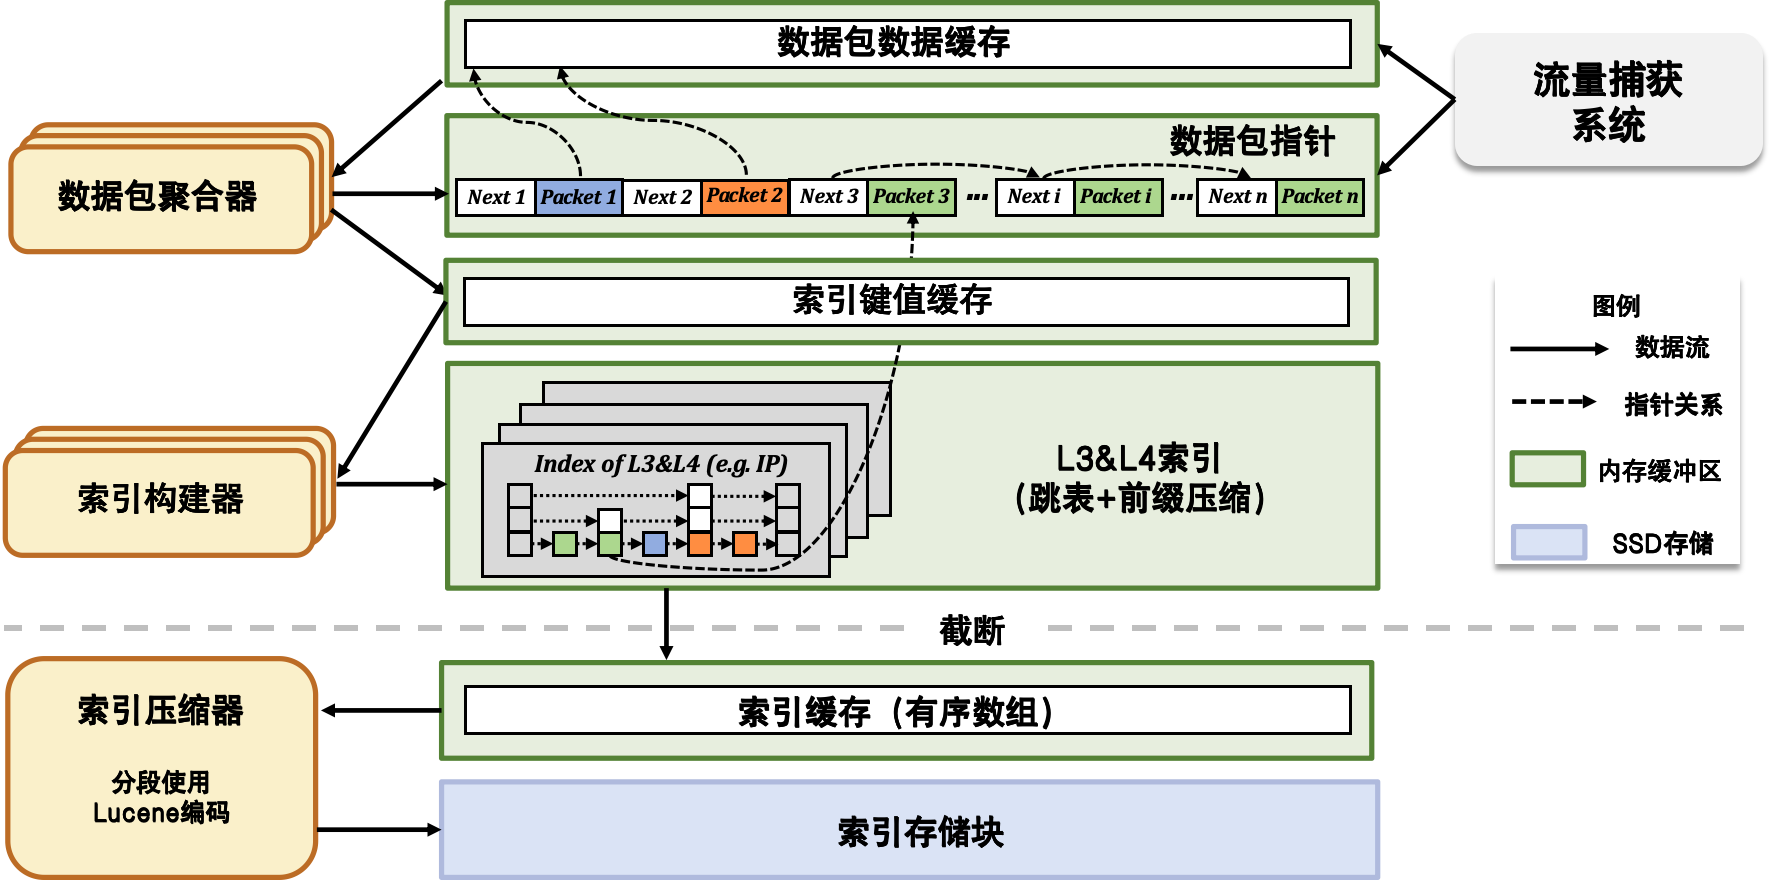 数据包数据缓存
流量捕获
系统
数据包指针
数据包聚合器
Next 1 Packet 1 Next 2 Packet 2 Next 3 Packet 3 ... Next i Packet i ... Next n Packet n
索引键值缓存
图例
数据流
指针关系
内存缓冲区
SSD存储
索引构建器
Index of L3&L4 (e.g. IP)
L3&L4索引
（跳表+前缀压缩）
截断
索引压缩器
分段使用
Lucene编码
索引缓存（有序数组）
索引存储块